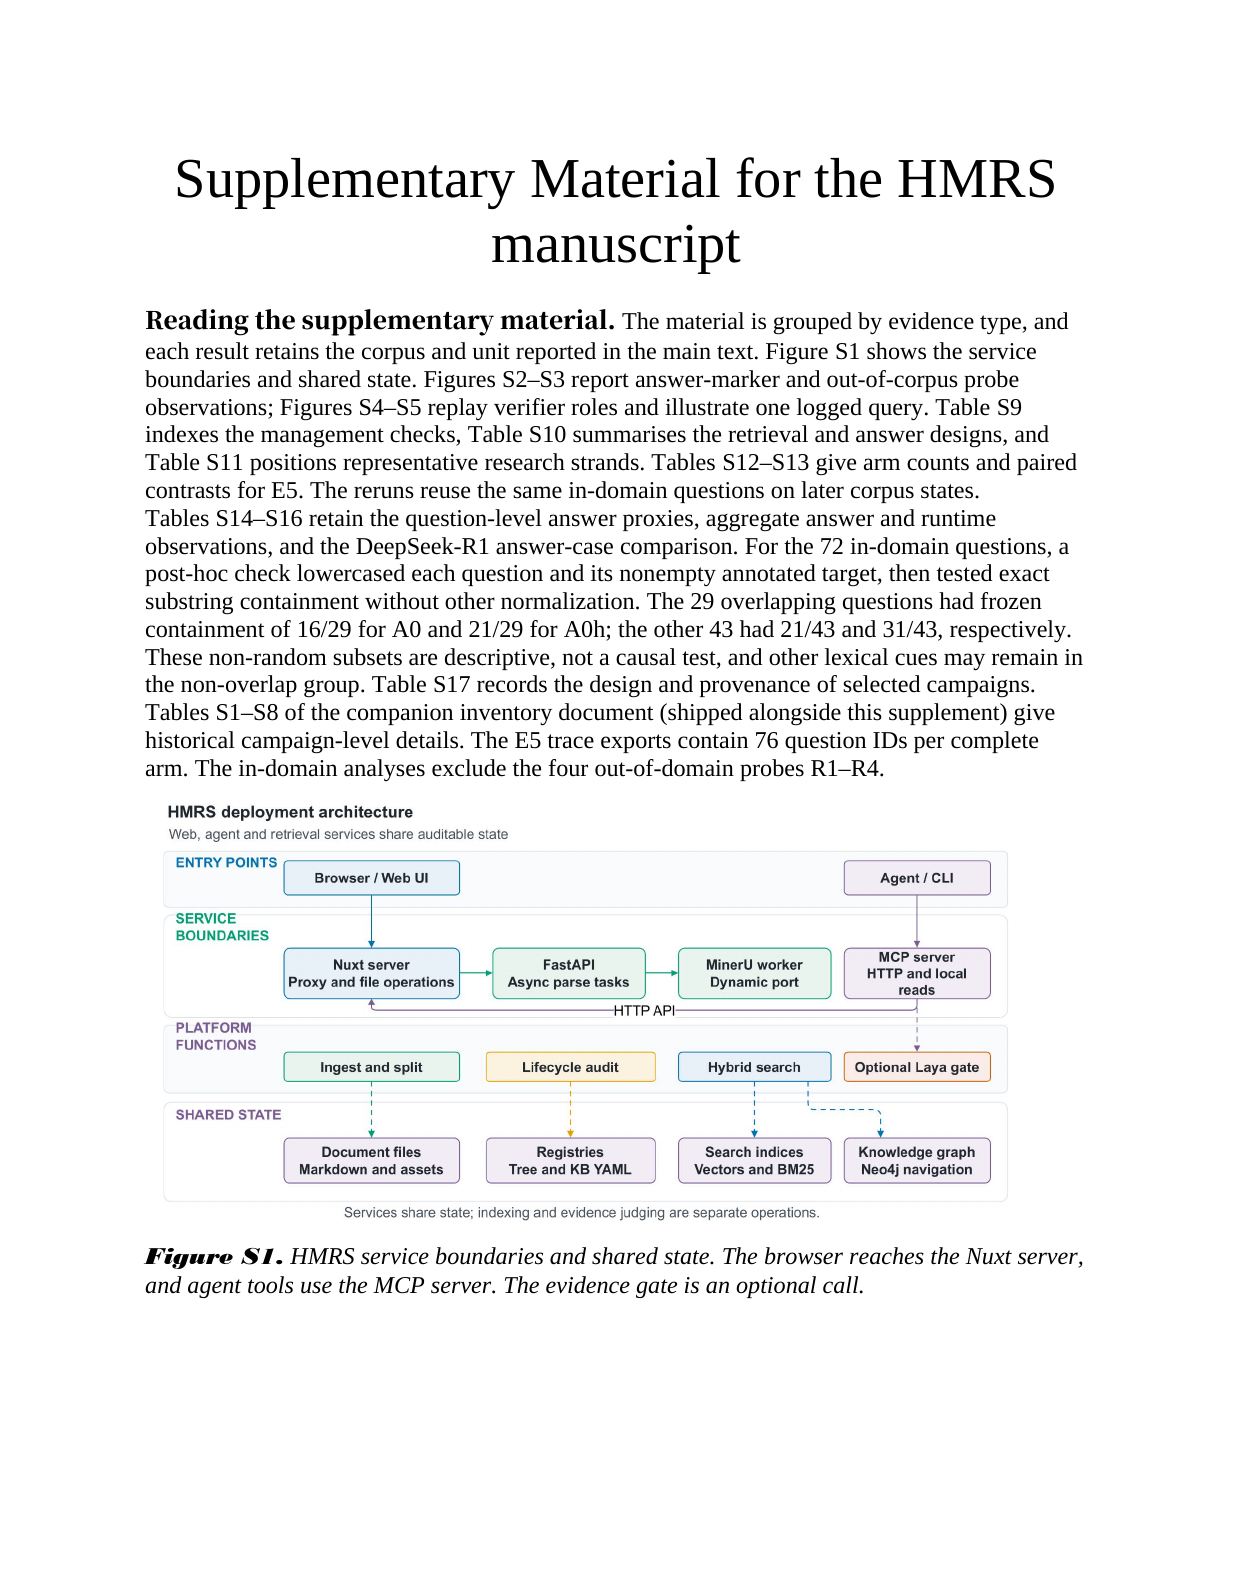 Supplementary Material for the HMRS
manuscript
Reading the supplementary material. The material is grouped by evidence type, and
each result retains the corpus and unit reported in the main text. Figure S1 shows the service
boundaries and shared state. Figures S2–S3 report answer-marker and out-of-corpus probe
observations; Figures S4–S5 replay verifier roles and illustrate one logged query. Table S9
indexes the management checks, Table S10 summarises the retrieval and answer designs, and
Table S11 positions representative research strands. Tables S12–S13 give arm counts and paired
contrasts for E5. The reruns reuse the same in-domain questions on later corpus states.
Tables S14–S16 retain the question-level answer proxies, aggregate answer and runtime
observations, and the DeepSeek-R1 answer-case comparison. For the 72 in-domain questions, a
post-hoc check lowercased each question and its nonempty annotated target, then tested exact
substring containment without other normalization. The 29 overlapping questions had frozen
containment of 16/29 for A0 and 21/29 for A0h; the other 43 had 21/43 and 31/43, respectively.
These non-random subsets are descriptive, not a causal test, and other lexical cues may remain in
the non-overlap group. Table S17 records the design and provenance of selected campaigns.
Tables S1–S8 of the companion inventory document (shipped alongside this supplement) give
historical campaign-level details. The E5 trace exports contain 76 question IDs per complete
arm. The in-domain analyses exclude the four out-of-domain probes R1–R4.
HMRS deployment architecture
Web, agent and retrieval services share auditable state
ENTRY POINTS
Browser / Web UI
Agent / CLI
SERVICE
BOUNDARIES
Nuxt server
Proxy and file operations
FastAPI
Async parse tasks
MinerU worker
Dynamic port
MCP server
HTTP and local
reads
HTTP API
PLATFORM
FUNCTIONS
Ingest and split
Lifecycle audit
Hybrid search
Optional Laya gate
SHARED STATE
Document files
Markdown and assets
Registries
Tree and KB YAML
Search indices
Vectors and BM25
Knowledge graph
Neo4j navigation
Services share state; indexing and evidence judging are separate operations.
Figure S1. HMRS service boundaries and shared state. The browser reaches the Nuxt server,
and agent tools use the MCP server. The evidence gate is an optional call.